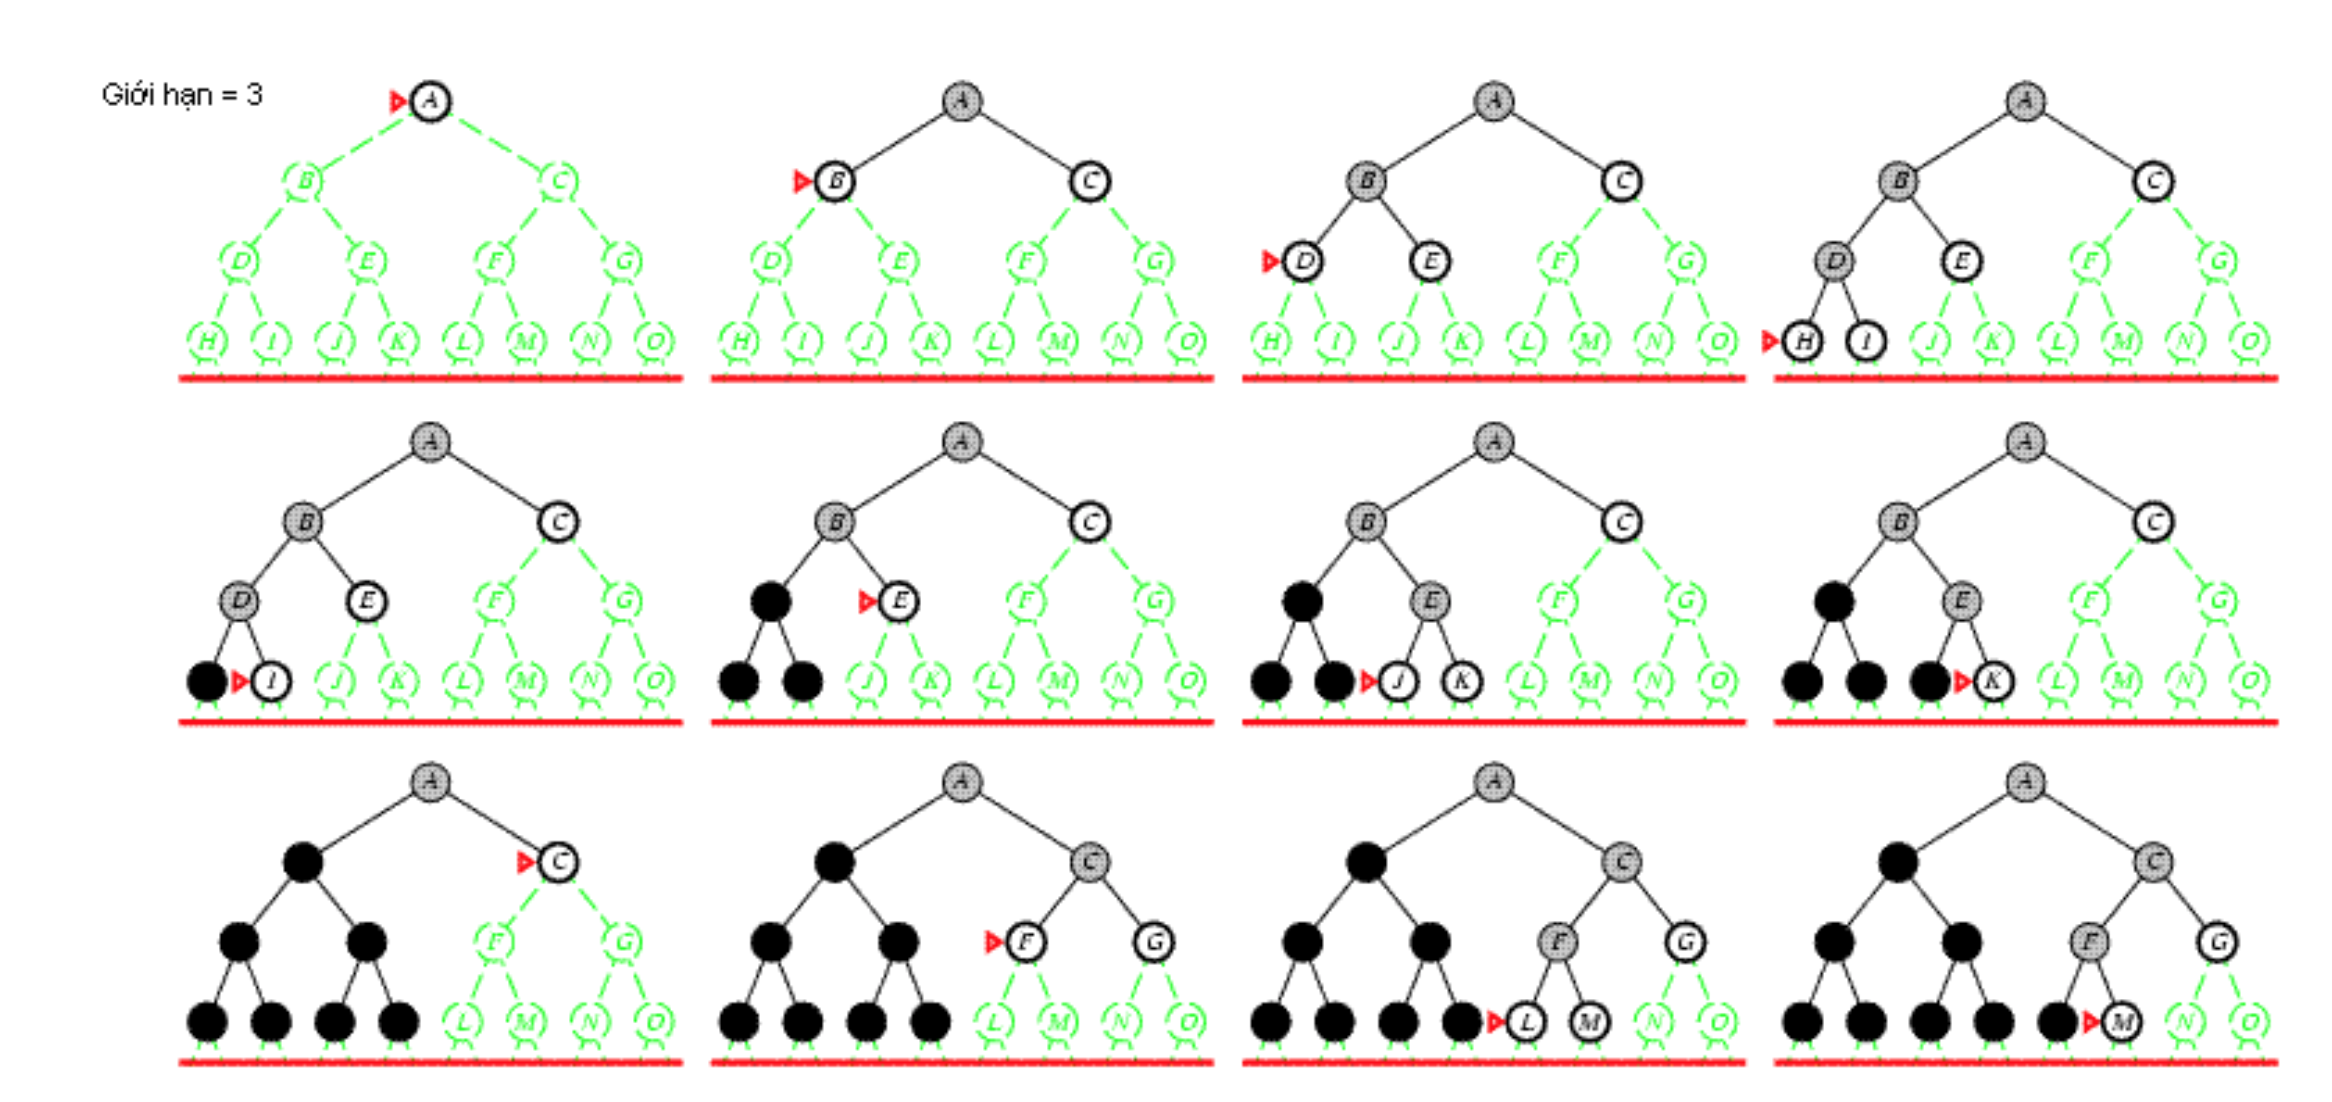 Giới hạn = 3
A A A A
B C B C B C B C
D E F G D E F G D E F G D E F G
H I J K L M N O H I J K L M N O H I J K L M N O H I J K L M N O
A A A A
B C B C B C B C
D E F G E F G E F G E F G
I J K L M N O J K L M N O J K L M N O K L M N O
A A A A
C C C C
F G F G F G F G
L M N O L M N O L M N O M N O